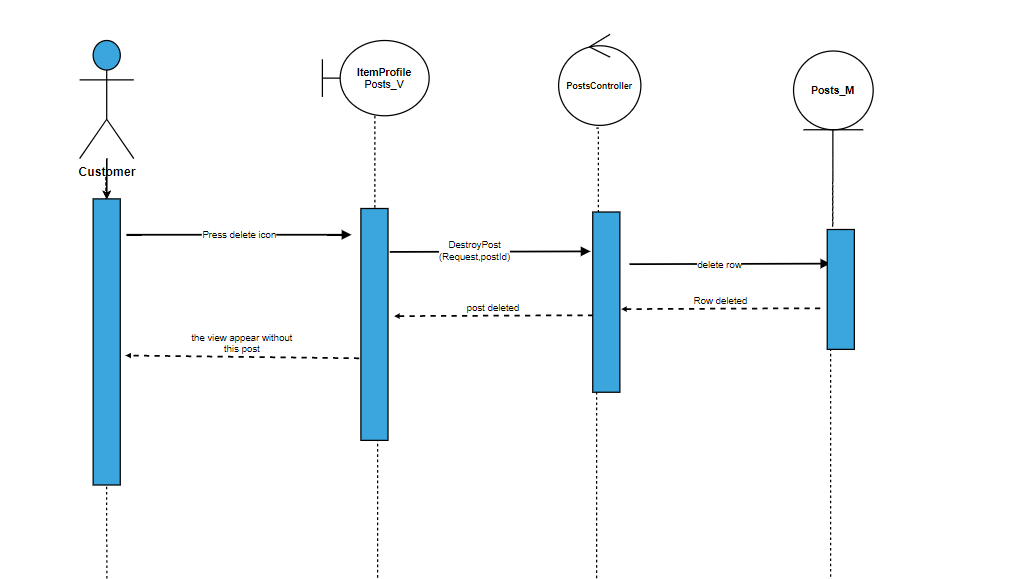 Customer
ItemProfile
Posts_V
PostsController
Posts_M
Press delete icon
DestroyPost
(Request,postId)
delete row
Row deleted
post deleted
the view appear without
this post